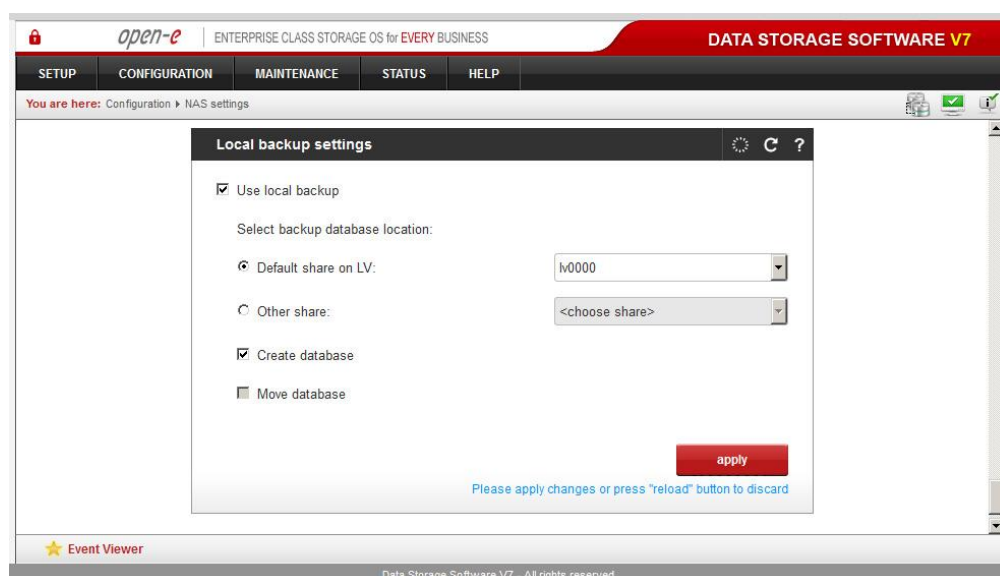 open-e ENTERPRISE CLASS STORAGE OS for EVERY BUSINESS DATA STORAGE SOFTWARE V7
SETUP CONFIGURATION MAINTENANCE STATUS HELP
You are here: Configuration NAS settings
Local backup settings ?
Use local backup
Select backup database location:
Default share on LV: lv0000
Other share: <choose share>
Create database
Move database
apply
Please apply changes or press "reload" button to discard
Event Viewer
Data Storage Software V7 - All rights reserved